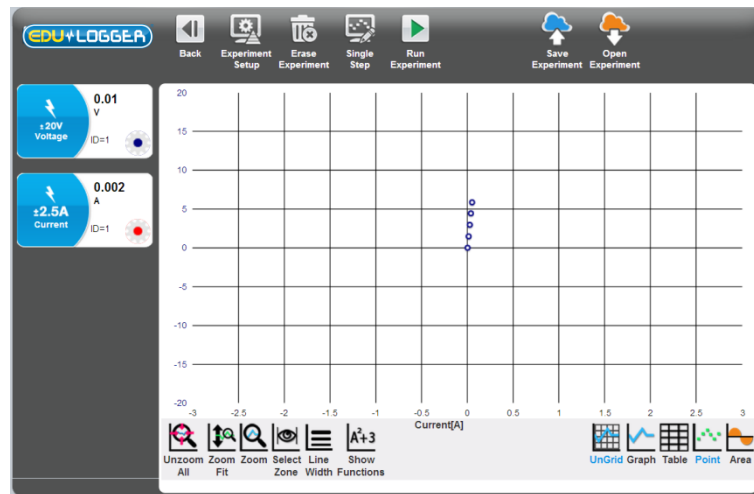 EDU LOGGER
Back
Experiment
Setup
Erase
Experiment
Single
Step
Run
Experiment
Save
Experiment
Open
Experiment
±20V
Voltage
0.01
V
ID=1
±2.5A
Current
0.002
A
ID=1
20
15
10
5
0
-5
-10
-15
-20
-3 -2.5 -2 -1.5 -1 -0.5 0 0.5 1 1.5 2 2.5 3
Current[A]
Unzoom
All
Zoom
Fit
Zoom
Select
Zone
Line
Width
A²+3
Show
Functions
UnGrid
Graph
Table
Point
Area